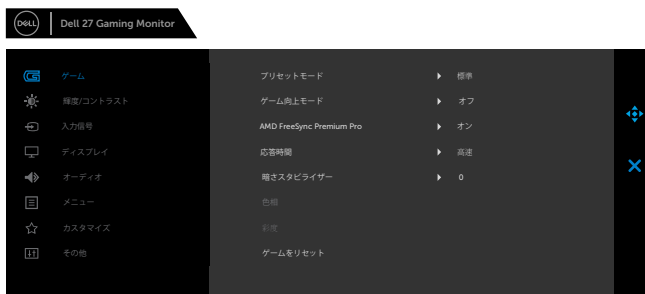 DELL
Dell 27 Gaming Monitor
ゲーム
プリセットモード
標準
輝度/コントラスト
ゲーム向上モード
オフ
入力信号
AMD FreeSync Premium Pro
オン
ディスプレイ
応答時間
高速
オーディオ
暗さスタビライザー
0
メニュー
色相
カスタマイズ
彩度
その他
ゲームをリセット